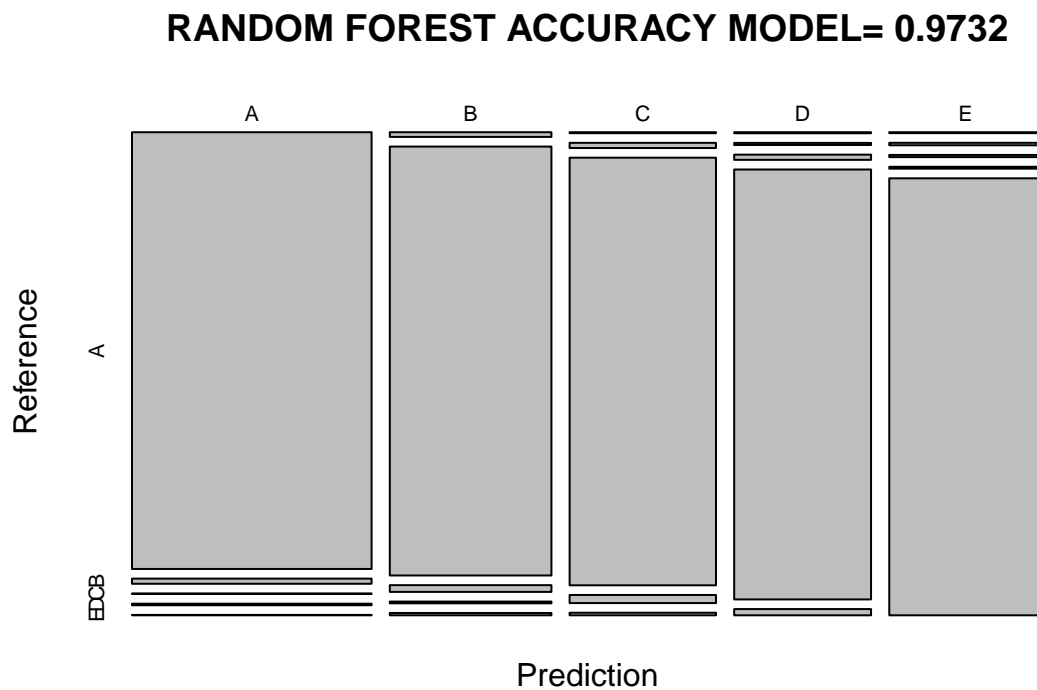 RANDOM FOREST ACCURACY MODEL= 0.9732
A B C D E
Reference
A
EDCB
Prediction